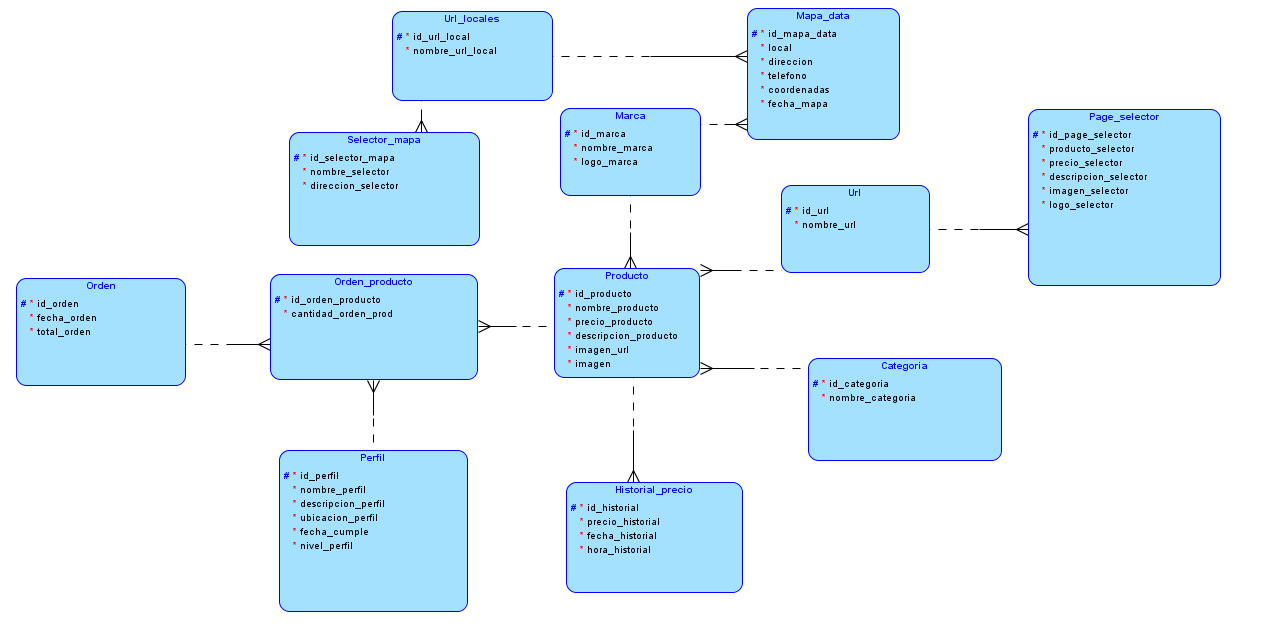 Url_locales
# * id_url_local
* nombre_url_local
Mapa_data
# * id_mapa_data
* local
* direccion
* telefono
* coordenadas
* fecha_mapa
Selector_mapa
# * id_selector_mapa
* nombre_selector
* direccion_selector
Marca
# * id_marca
* nombre_marca
* logo_marca
Page_selector
# * id_page_selector
* producto_selector
* precio_selector
* descripcion_selector
* imagen_selector
* logo_selector
Url
# * id_url
* nombre_url
Orden
# * id_orden
* fecha_orden
* total_orden
Orden_producto
# * id_orden_producto
* cantidad_orden_prod
Producto
# * id_producto
* nombre_producto
* precio_producto
* descripcion_producto
* imagen_url
* imagen
Categoria
# * id_categoria
* nombre_categoria
Perfil
# * id_perfil
* nombre_perfil
* descripcion_perfil
* ubicacion_perfil
* fecha_cumple
* nivel_perfil
Historial_precio
# * id_historial
* precio_historial
* fecha_historial
* hora_historial